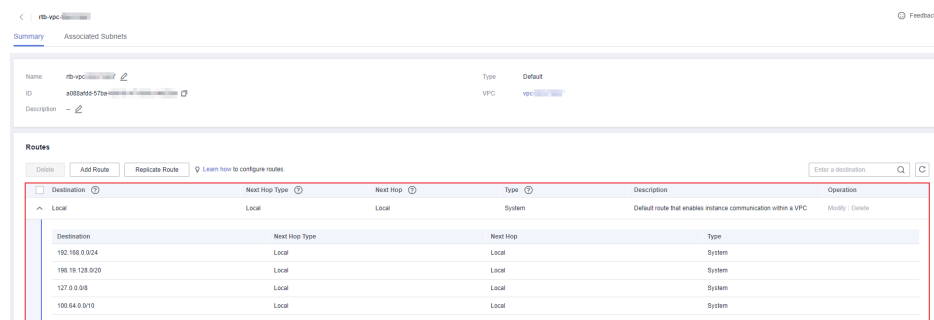 rtb-vpc-
Feedback
Summary Associated Subnets
Name rtb-vpc- Type Default
ID a088afdd-57ba- VPC vpc-
Description --
Routes
Delete Add Route Replicate Route Learn how to configure routes. Enter a destination C
Destination Next Hop Type Next Hop Type Description Operation
Local Local Local System Default route that enables instance communication within a VPC Modify Delete
Destination Next Hop Type Next Hop Type
192.168.0.0/24 Local Local System
198.19.128.0/20 Local Local System
127.0.0.0/8 Local Local System
100.64.0.0/10 Local Local System